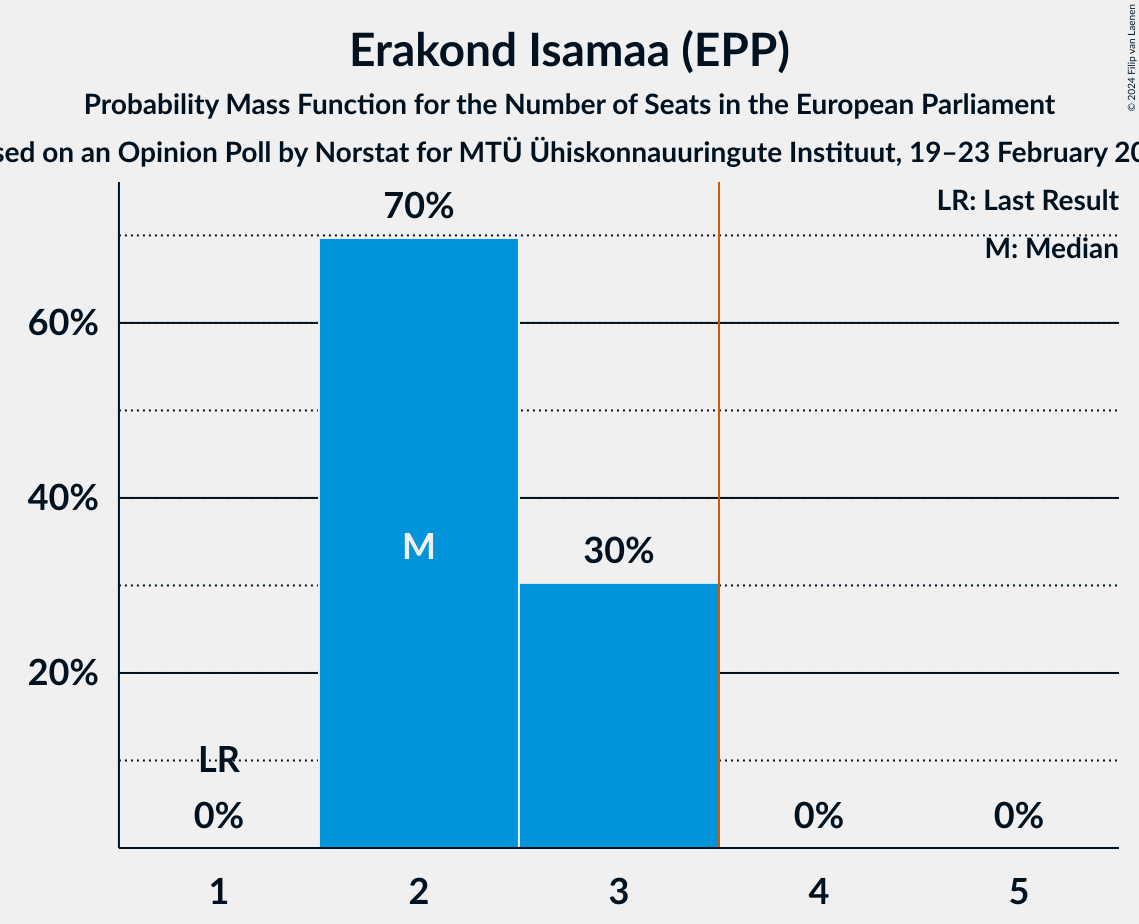 Erakond Isamaa (EPP)
Probability Mass Function for the Number of Seats in the European Parliament
sed on an Opinion Poll by Norstat for MTÜ Ühiskonnauuringute Instituut, 19–23 February 20
© 2024 Filip van Laenen
LR: Last Result
M: Median
70%
60%
40%
M
30%
20%
LR
0%
0%
0%
1
2
3
4
5